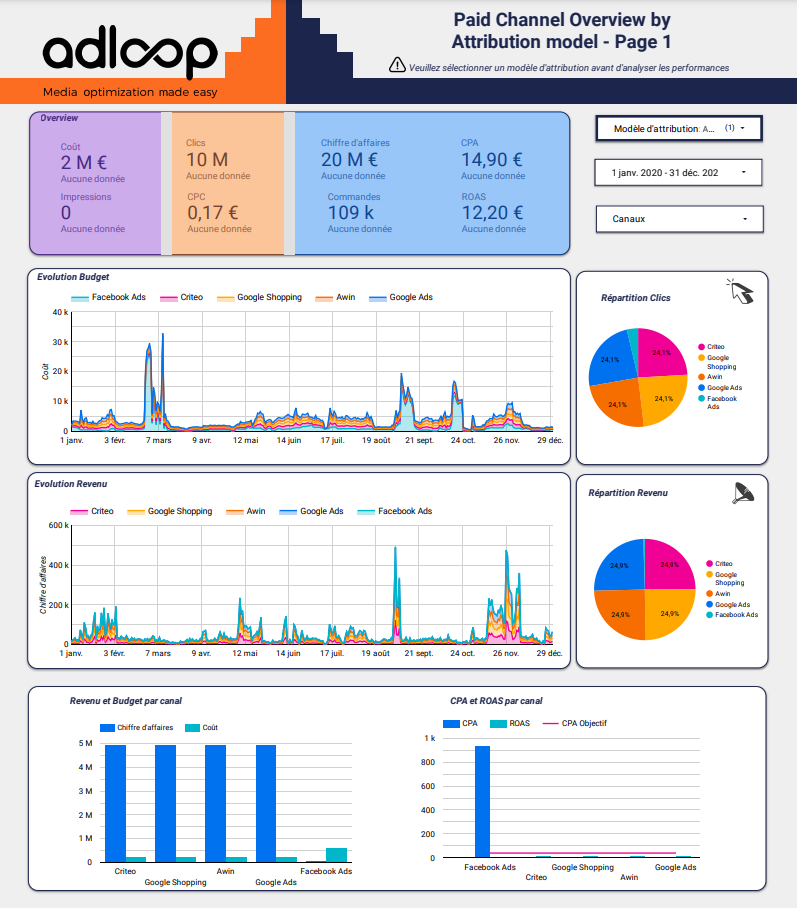 adloop
Media optimization made easy
Paid Channel Overview by
Attribution model - Page 1
Veuillez sélectionner un modèle d'attribution avant d'analyser les performances
Overview
Coût
2 M €
Aucune donnée
Impressions
0
Aucune donnée
Clics
10 M
Aucune donnée
CPC
0,17 €
Aucune donnée
Chiffre d'affaires
20 M €
Aucune donnée
Commandes
109 k
Aucune donnée
CPA
14,90 €
Aucune donnée
ROAS
12,20 €
Aucune donnée
Modèle d'attribution: A... (1)
1 janv. 2020 - 31 déc. 202
Canaux
Evolution Budget
Facebook Ads Criteo Google Shopping Awin Google Ads
Coût
40 k
30 k
20 k
10 k
0
1 janv. 3 févr. 7 mars 9 avr. 12 mai 14 juin 17 juil. 19 août 21 sept. 24 oct. 26 nov. 29 déc.
Répartition Clics
24,1%
24,1%
24,1%
24,1%
Criteo
Google
Shopping
Awin
Google Ads
Facebook
Ads
Evolution Revenu
Criteo Google Shopping Awin Google Ads Facebook Ads
Chiffre d'affaires
600 k
400 k
200 k
0
1 janv. 3 févr. 7 mars 9 avr. 12 mai 14 juin 17 juil. 19 août 21 sept. 24 oct. 26 nov. 29 déc.
Répartition Revenu
24,9%
24,9%
24,9%
24,9%
Criteo
Google
Shopping
Awin
Google Ads
Facebook Ads
Revenu et Budget par canal
Chiffre d'affaires Coût
5 M
4 M
3 M
2 M
1 M
0
Criteo Google Shopping Awin Google Ads Facebook Ads
CPA et ROAS par canal
CPA ROAS CPA Objectif
1 k
800
600
400
200
0
Facebook Ads Criteo Google Shopping Awin Google Ads